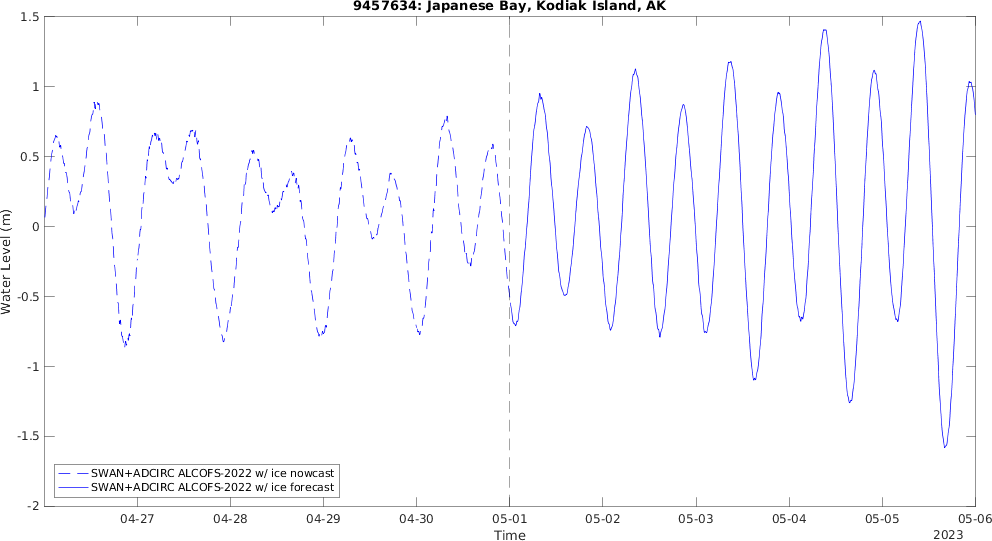 9457634: Japanese Bay, Kodiak Island, AK
1.5
1
0.5
0
-0.5
-1
-1.5
-2
Water Level (m)
SWAN+ADCIRC ALCOFS-2022 w/ ice nowcast
SWAN+ADCIRC ALCOFS-2022 w/ ice forecast
04-27 04-28 04-29 04-30 05-01 05-02 05-03 05-04 05-05 05-06
Time
2023